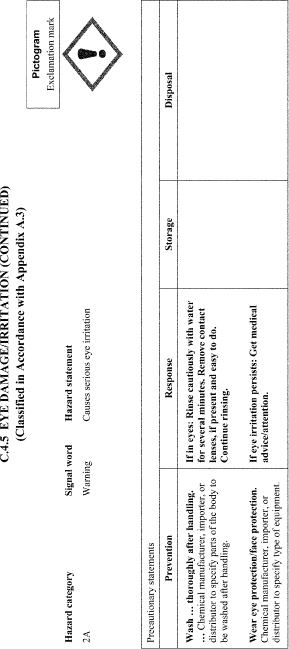 C.4.5 EYE DAMAGE/IRRITATION (CONTINUED)
(Classified in Accordance with Appendix A.3)
Pictogram
Exclamation mark
Hazard category
Signal word
Hazard statement
2A
Warning
Causes serious eye irritation
Precautionary statements
Prevention
Response
Storage
Disposal
Wash … thoroughly after handling.
… Chemical manufacturer, importer, or
distributor to specify parts of the body to
be washed after handling.
Wear eye protection/face protection.
Chemical manufacturer, importer, or
distributor to specify type of equipment.
If in eyes: Rinse cautiously with water
for several minutes. Remove contact
lenses, if present and easy to do.
Continue rinsing.
If eye irritation persists: Get medical
advice/attention.